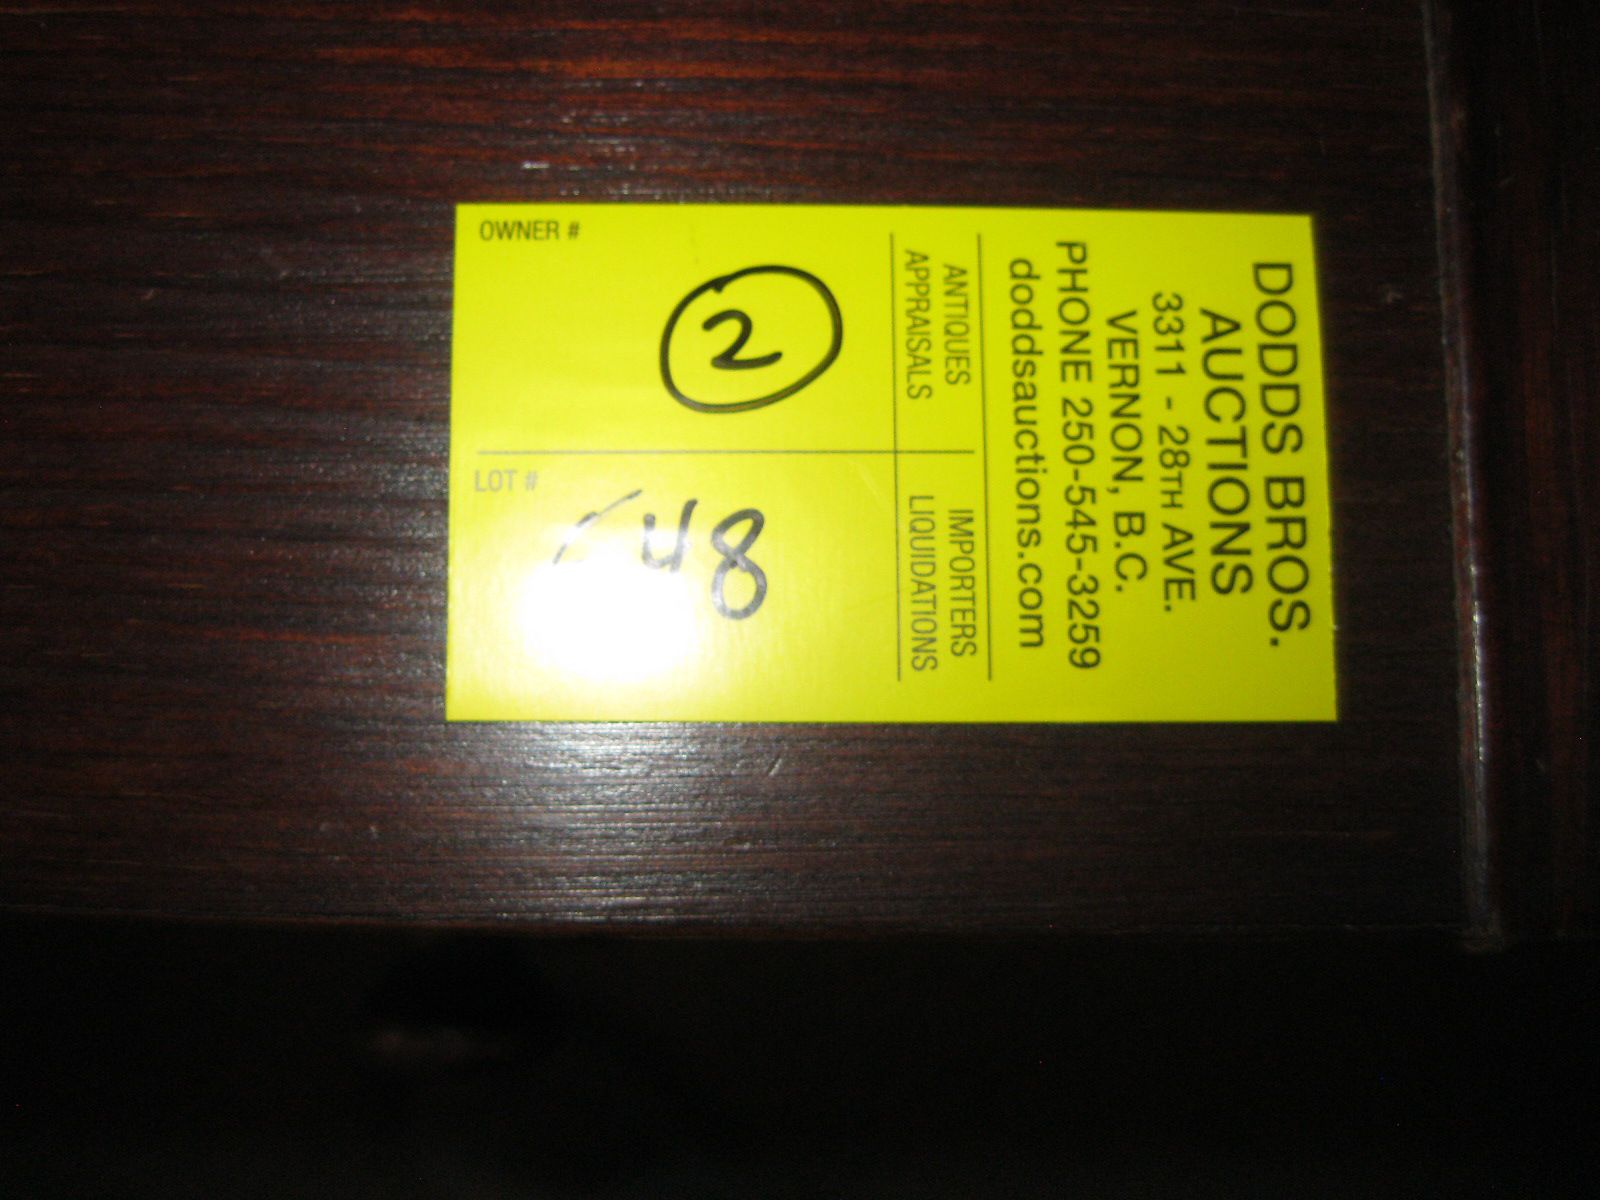 DODDS BROS.
AUCTIONS
3311 - 28TH AVE.
VERNON, B.C.
PHONE 250-545-3259
doddsauctions.com
ANTIQUES
APPRAISALS
IMPORTERS
LIQUIDATIONS
OWNER #
2
LOT #
648